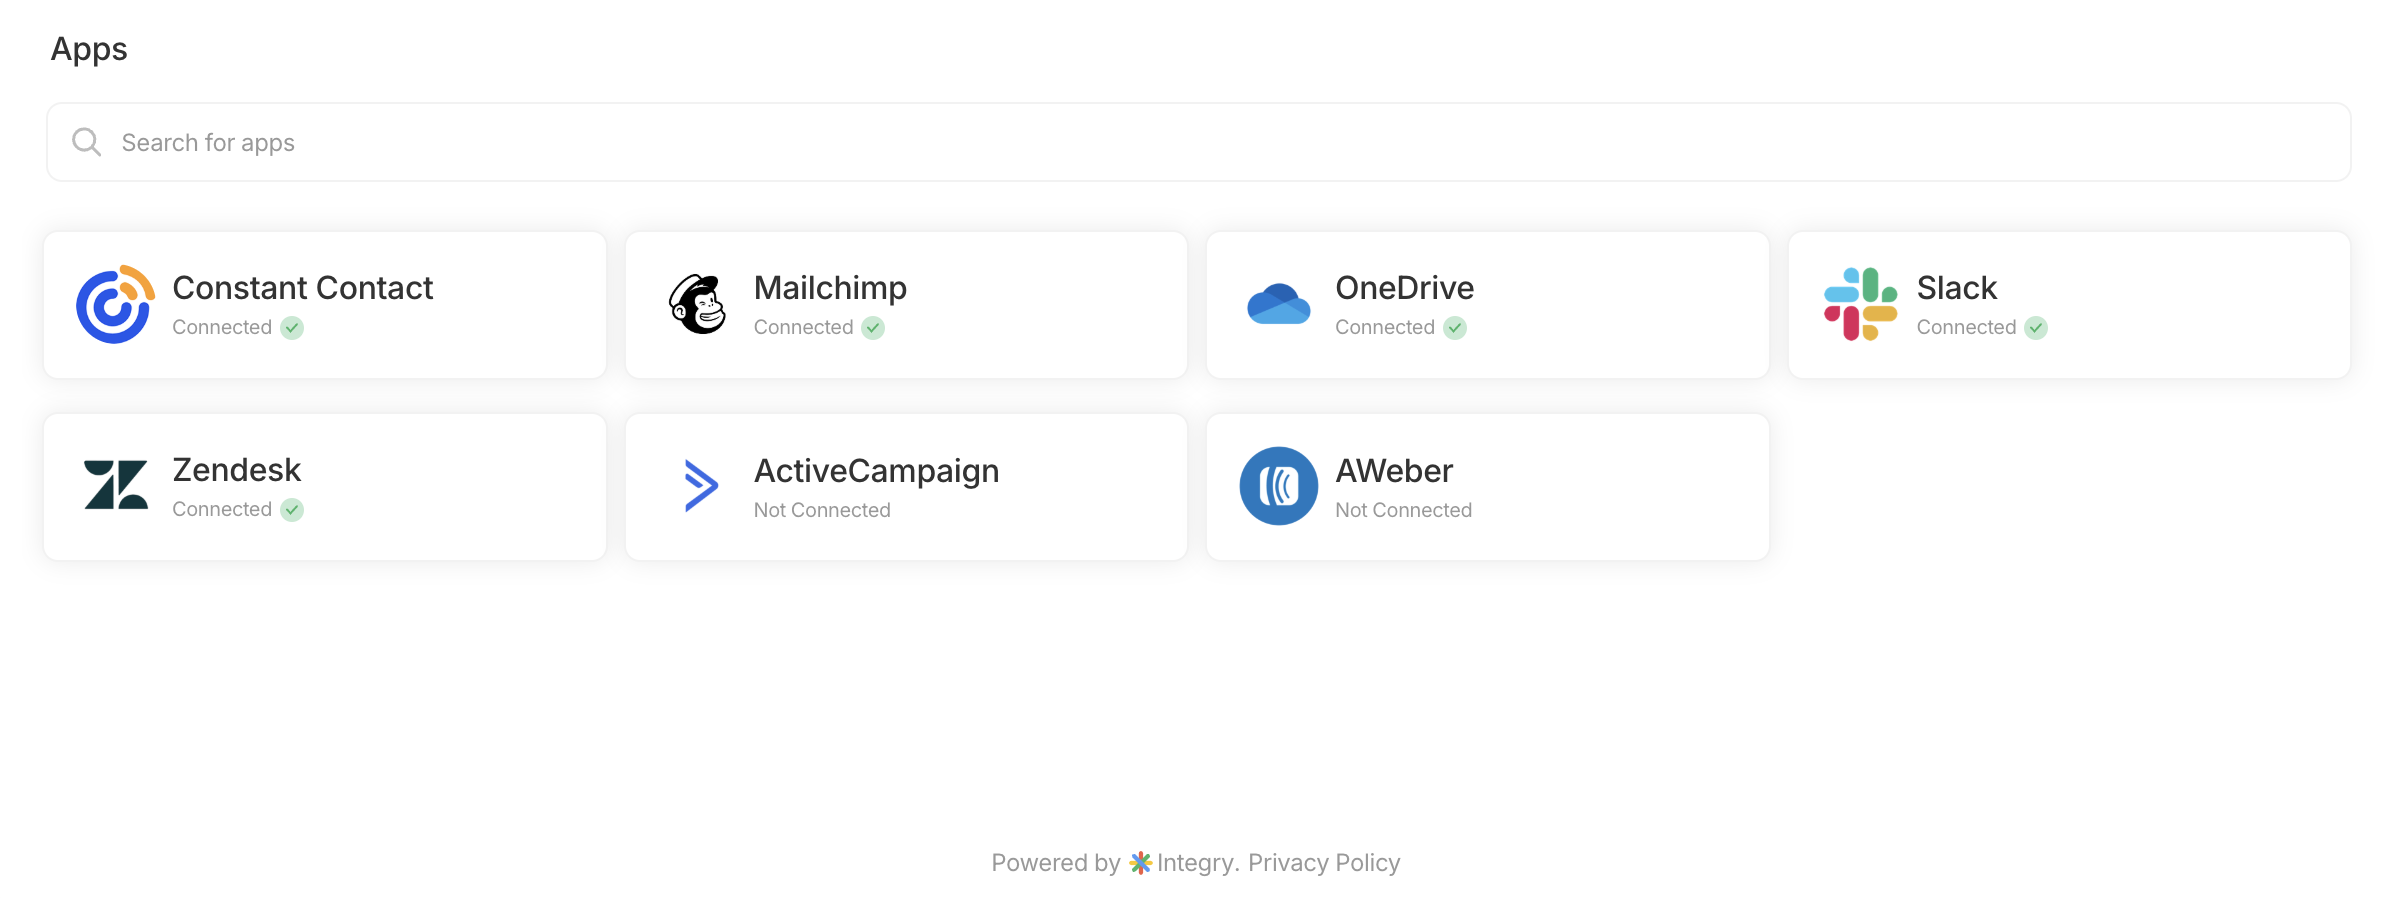 Apps
Search for apps
Constant Contact
Connected
Mailchimp
Connected
OneDrive
Connected
Slack
Connected
Zendesk
Connected
ActiveCampaign
Not Connected
AWeber
Not Connected
Powered by Integry. Privacy Policy